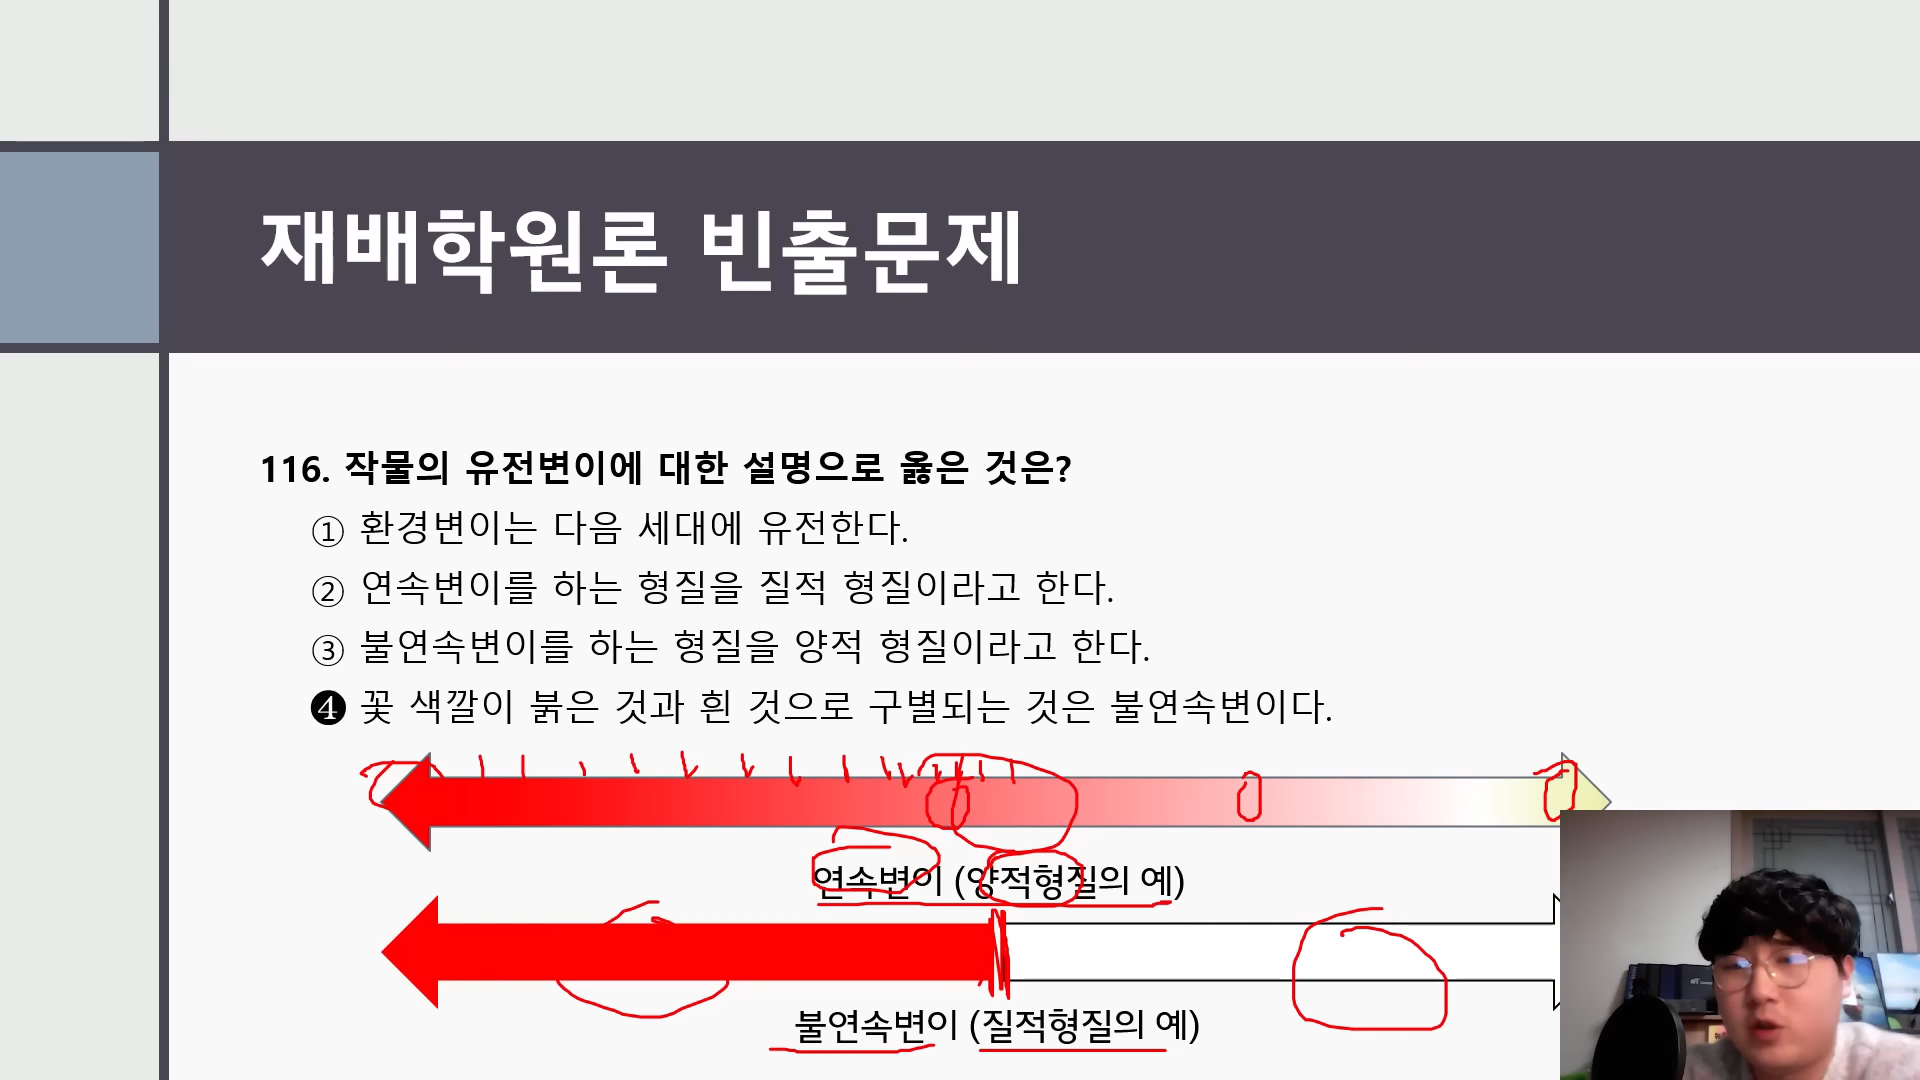 재배학원론 빈출문제
116. 작물의 유전변이에 대한 설명으로 옳은 것은?
① 환경변이는 다음 세대에 유전한다.
② 연속변이를 하는 형질을 질적 형질이라고 한다.
③ 불연속변이를 하는 형질을 양적 형질이라고 한다.
❹ 꽃 색깔이 붉은 것과 흰 것으로 구별되는 것은 불연속변이다.
연속변이 (양적형질의 예)
불연속변이 (질적형질의 예)